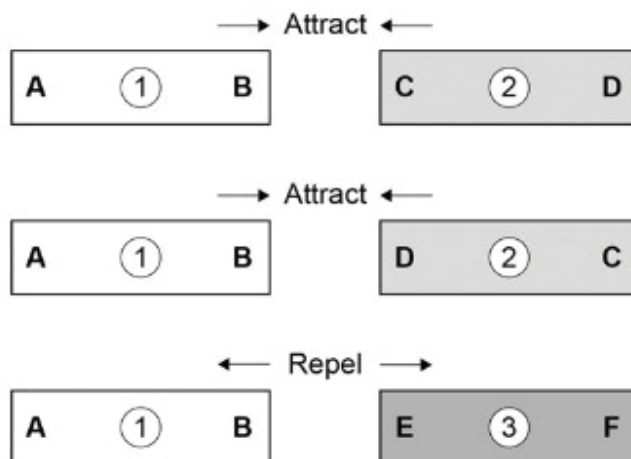 Attract
A 1 B C 2 D
Attract
A 1 B D 2 C
Repel
A 1 B E 3 F